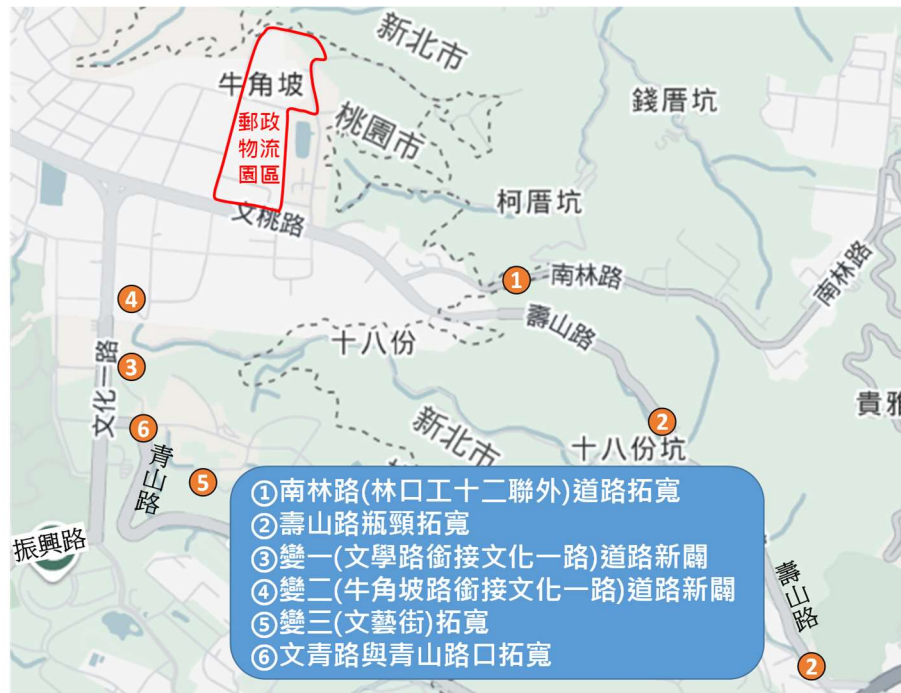 新北市
牛角坡
錢厝坑
郵政
物流
園區
桃園市
柯厝坑
文桃路
①
南林路
南林路
④
壽山路
十八份
③
文化一路
貴雅
②
新北市
⑥
十八份坑
青山路
⑤
振興路
①南林路(林口工十二聯外)道路拓寬
②壽山路瓶頸拓寬
③變一(文學路銜接文化一路)道路新闢
④變二(牛角坡路銜接文化一路)道路新闢
⑤變三(文藝街)拓寬
⑥文青路與青山路口拓寬
壽山路
②